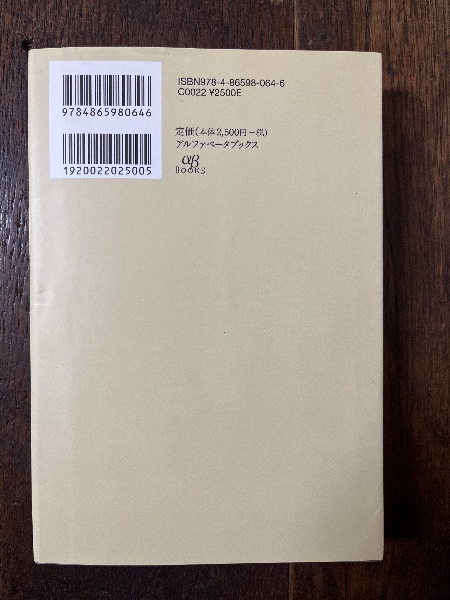 ISBN978-4-86598-064-6
C0022 ¥2500E
9784865980646
定価(本体2,500円-税)
アルファベータブックス
αβ
BOOKS
1920022025005